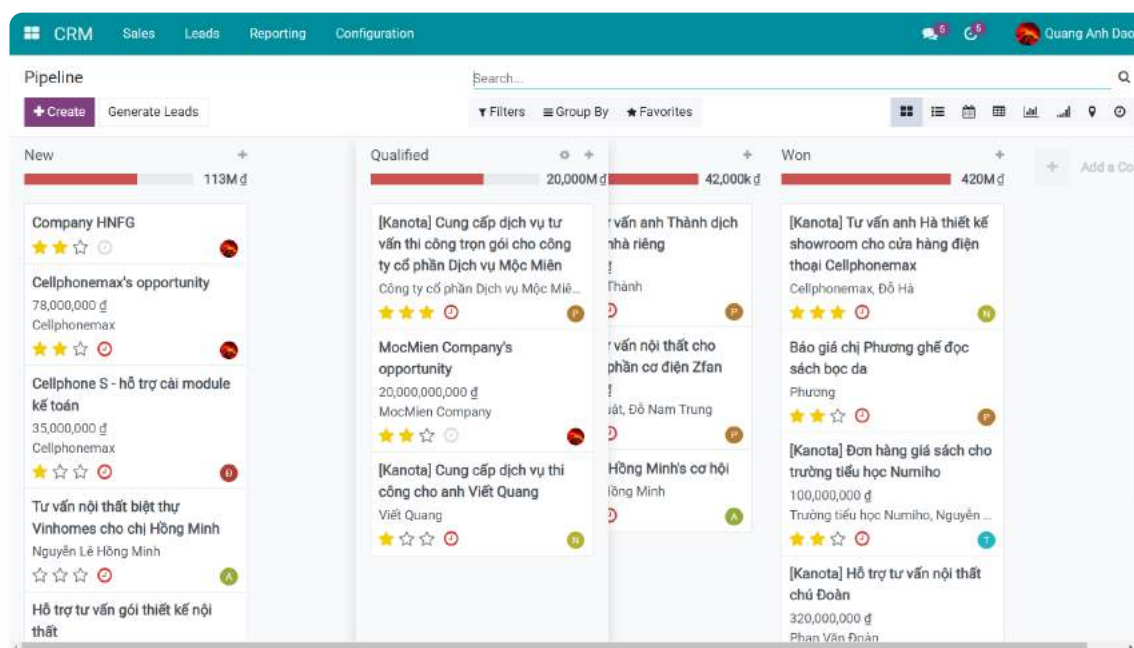 CRM Sales Leads Reporting Configuration 5 5 Quang Anh Dao
Pipeline
Search...
Create Generate Leads
Filters Group By Favorites
New
113M ₫
Company HNFG
Cellphonemax's opportunity
78,000,000 ₫
Cellphonemax
Cellphone S - hỗ trợ cài module
kế toán
35,000,000 ₫
Cellphonemax
Đ
Tư vấn nội thất biệt thự
Vinhomes cho chị Hồng Minh
Nguyễn Lê Hồng Minh
A
Hỗ trợ tư vấn gói thiết kế nội
thất
Qualified
20,000M ₫
[Kanota] Cung cấp dịch vụ tư
vấn thi công trọn gói cho công
ty cổ phần Dịch vụ Mộc Miên
Công ty cổ phần Dịch vụ Mộc Miê...
P
MocMien Company's
opportunity
20,000,000,000 ₫
MocMien Company
[Kanota] Cung cấp dịch vụ thi
công cho anh Viết Quang
Viết Quang
N
42,000k ₫
vấn anh Thành dịch
nhà riêng
Thành
P
vấn nội thất cho
phần cơ điện Zfan
Đỗ Nam Trung
P
Hồng Minh's cơ hội
Hồng Minh
A
Won
420M ₫
[Kanota] Tư vấn anh Hà thiết kế
showroom cho cửa hàng điện
thoại Cellphonemax
Cellphonemax, Đỗ Hà
N
Báo giá chị Phương ghế đọc
sách bọc da
Phương
P
[Kanota] Đơn hàng giá sách cho
trường tiểu học Numiho
100,000,000 ₫
Trường tiểu học Numiho, Nguyễn ...
T
[Kanota] Hỗ trợ tư vấn nội thất
chú Đoàn
320,000,000 ₫
Phan Văn Đoàn
Add a Co